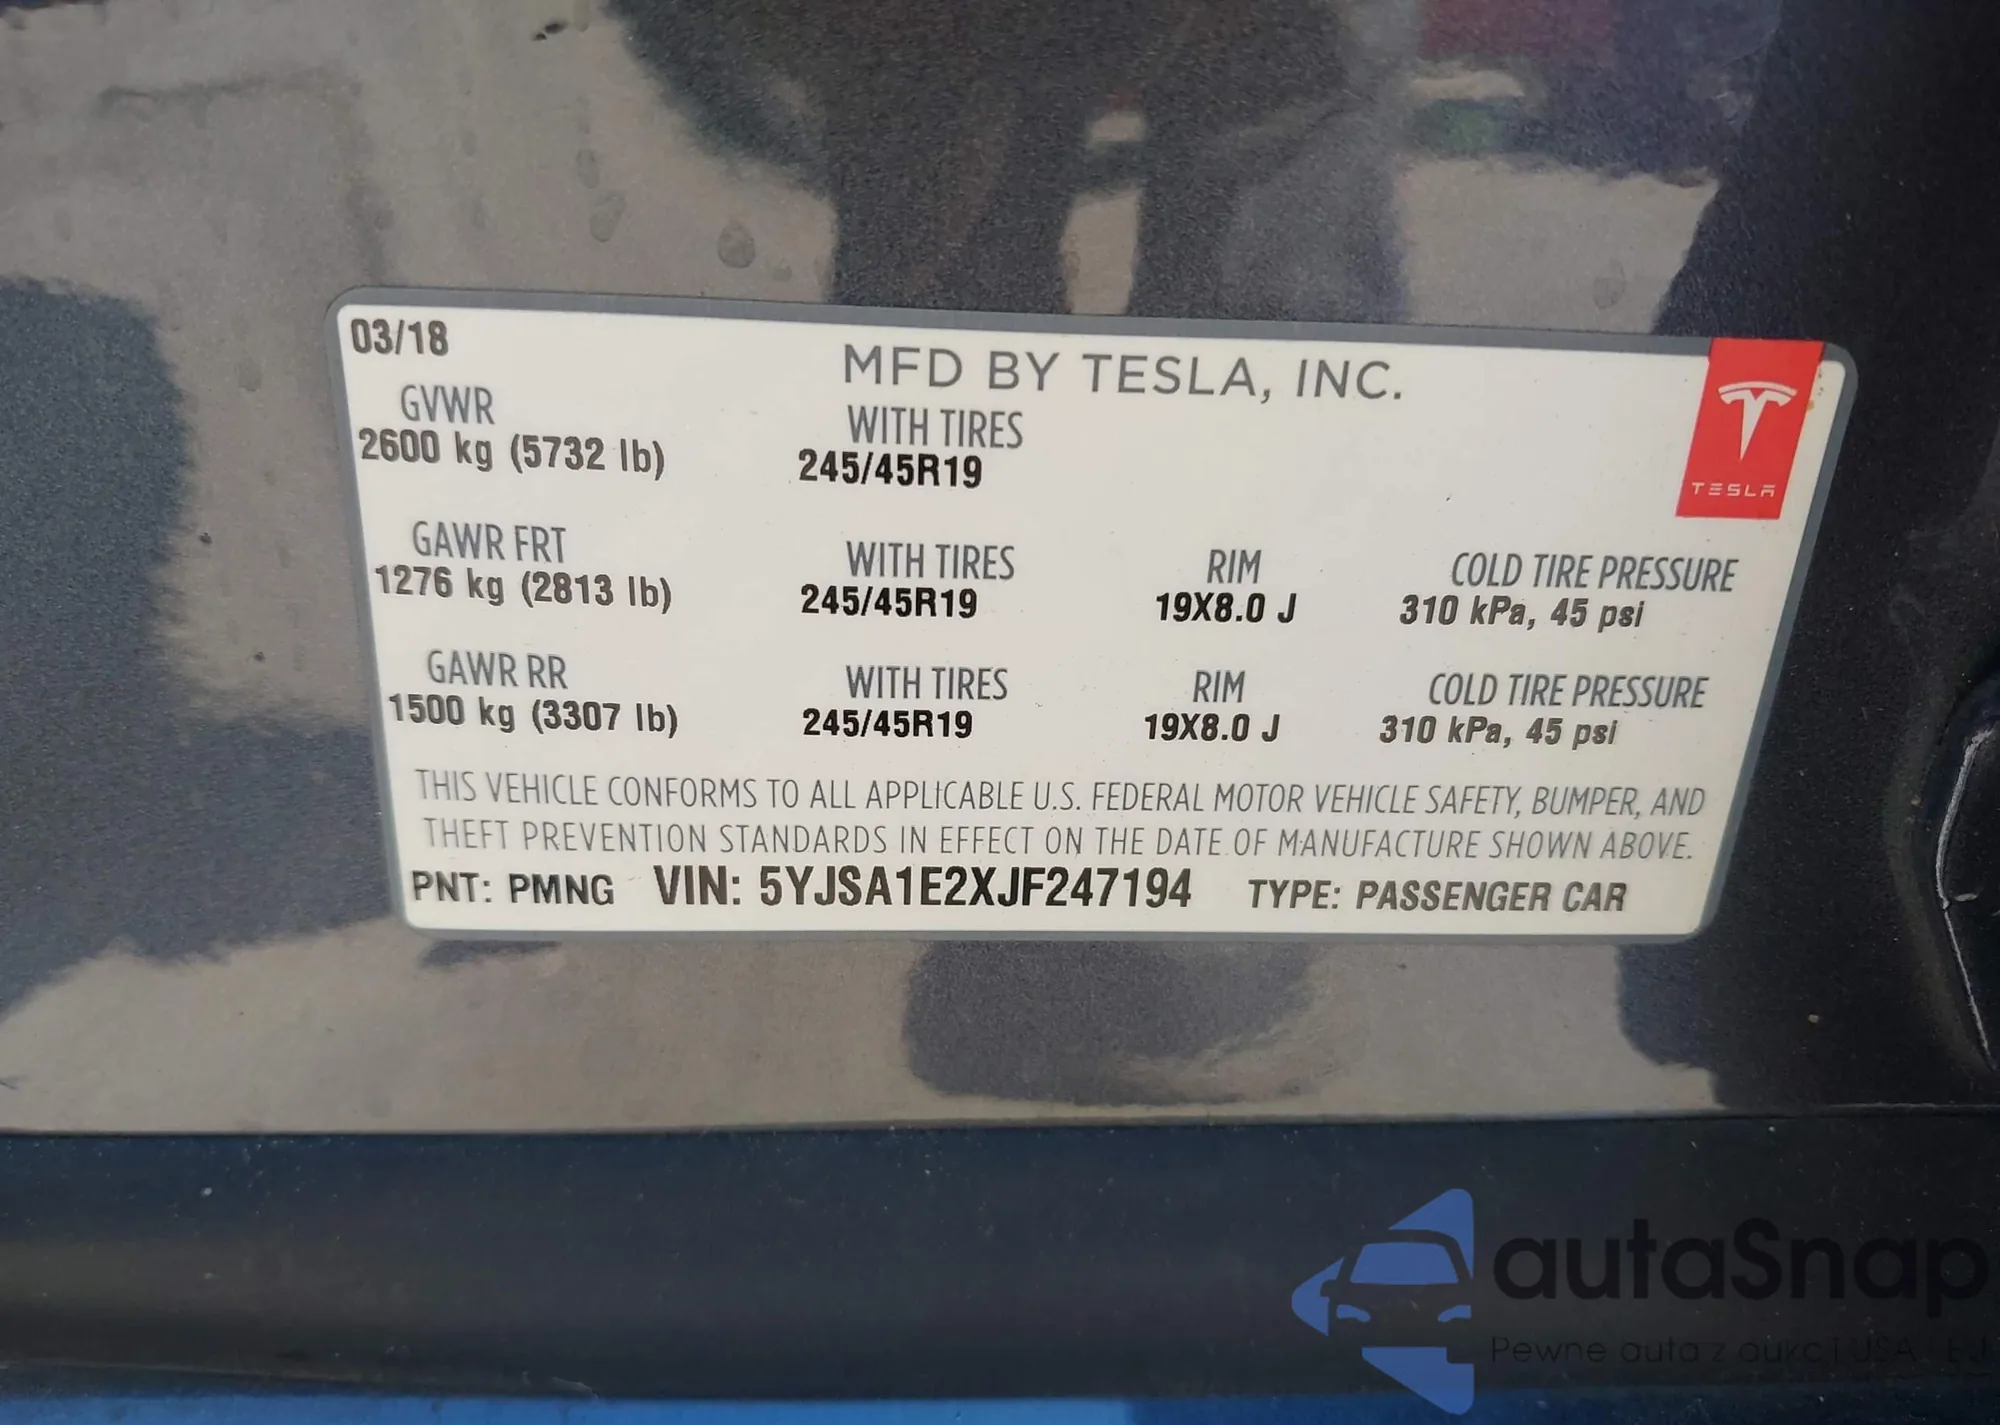 03/18
MFD BY TESLA, INC.
GVWR WITH TIRES
2600 kg (5732 lb) 245/45R19
TESLA
GAWR FRT WITH TIRES RIM COLD TIRE PRESSURE
1276 kg (2813 lb) 245/45R19 19X8.0 J 310 kPa, 45 psi
GAWR RR WITH TIRES RIM COLD TIRE PRESSURE
1500 kg (3307 lb) 245/45R19 19X8.0 J 310 kPa, 45 psi
THIS VEHICLE CONFORMS TO ALL APPLICABLE U.S. FEDERAL MOTOR VEHICLE SAFETY, BUMPER, AND
THEFT PREVENTION STANDARDS IN EFFECT ON THE DATE OF MANUFACTURE SHOWN ABOVE.
PNT: PMNG VIN: 5YJSA1E2XJF247194 TYPE: PASSENGER CAR
autaSnap
Pewne auta z aukcji USA